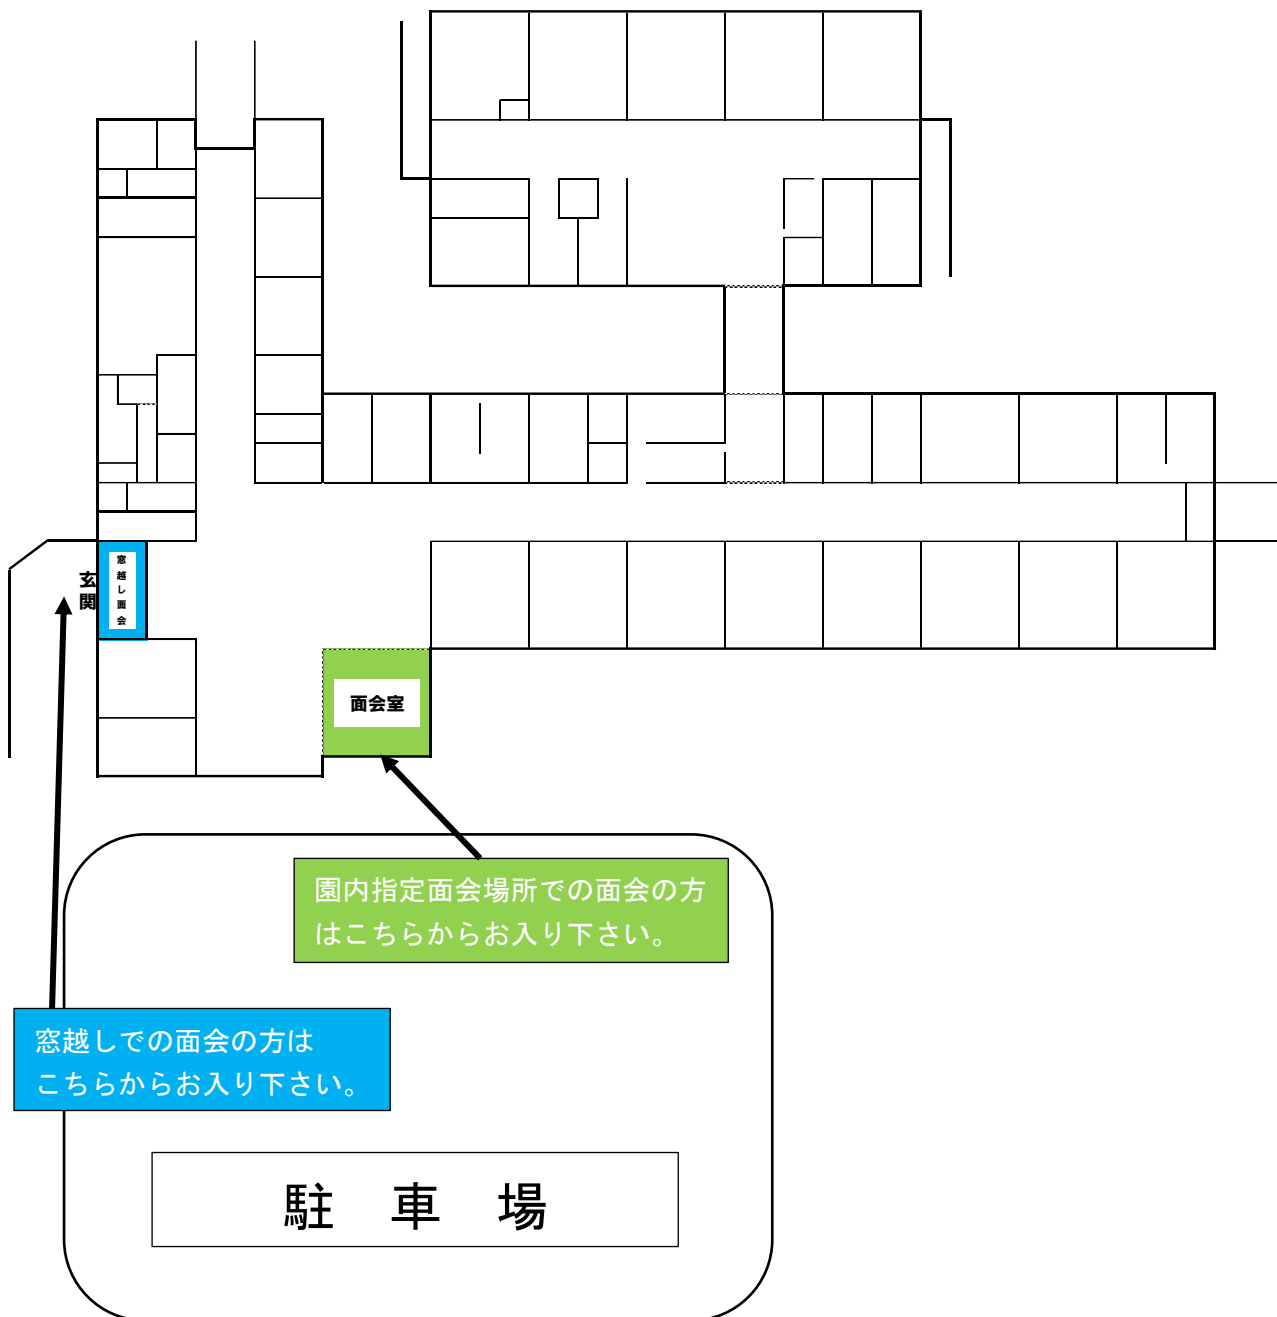 玄関
窓越し面会
面会室
園内指定面会場所での面会の方
はこちらからお入り下さい。
窓越しでの面会の方は
こちらからお入り下さい。
駐 車 場